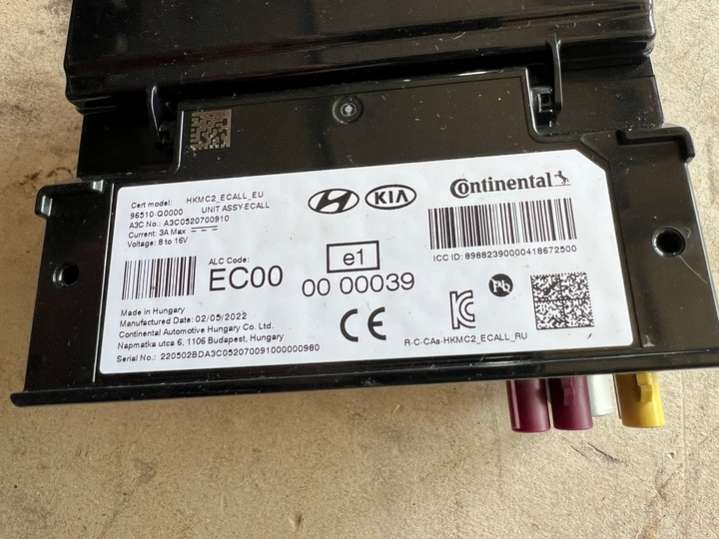 Cert model: HKMC2_ECALL_EU
96510-Q0000 UNIT ASSY-ECALL
A3C No.: A3C0520700910
Current: 3A Max
Voltage: 8 to 16V
KIA
Continental
ICC ID: 89882390000418672500
ALC Code:
EC00
e1
00 00039
Made in Hungary
Manufactured Date: 02/05/2022
Continental Automotive Hungary Co. Ltd.
Napmatka utca 6, 1106 Budapest, Hungary
Serial No.: 220502BDA3C052070091000000980
CE
Pb
R-C-CAs-HKMC2_ECALL_RU